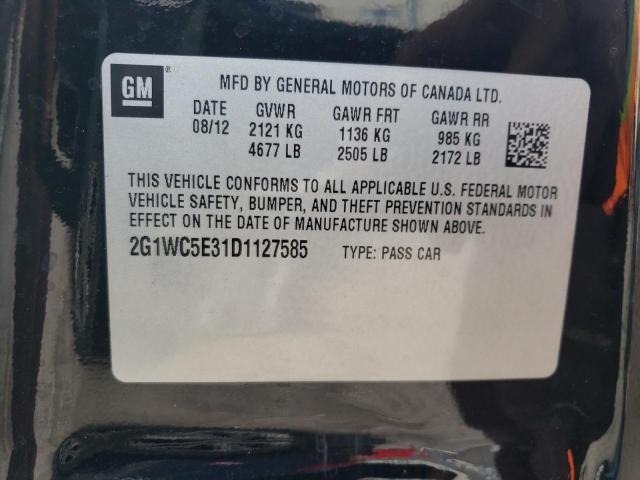 GM ®
MFD BY GENERAL MOTORS OF CANADA LTD.
DATE GVWR GAWR FRT GAWR RR
08/12 2121 KG 1136 KG 985 KG
4677 LB 2505 LB 2172 LB
THIS VEHICLE CONFORMS TO ALL APPLICABLE U.S. FEDERAL MOTOR
VEHICLE SAFETY, BUMPER, AND THEFT PREVENTION STANDARDS IN
EFFECT ON THE DATE OF MANUFACTURE SHOWN ABOVE.
2G1WC5E31D1127585 TYPE: PASS CAR